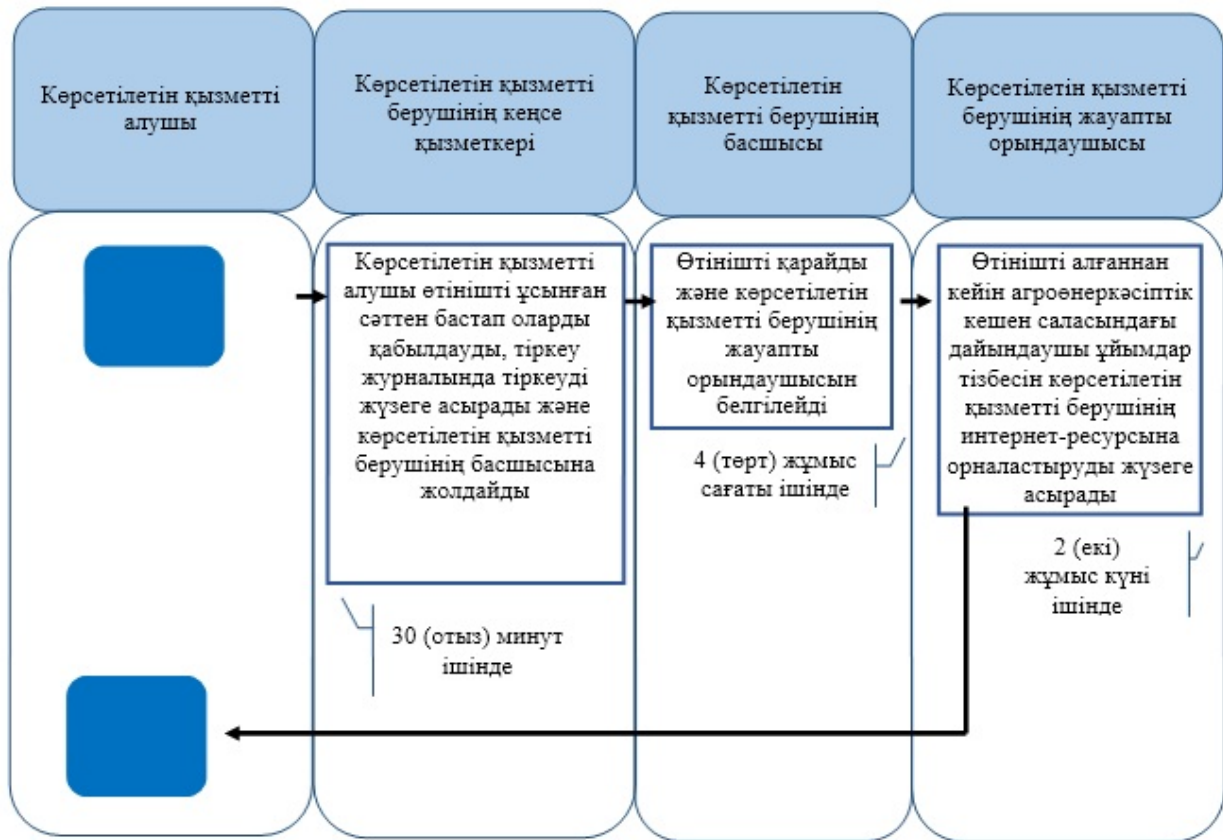 Көрсетілетін қызметті
алушы
Көрсетілетін қызметті
берушінің кеңсе
қызметкері
Көрсетілетін
қызметті берушінің
басшысы
Көрсетілетін қызметті
берушінің жауапты
орындаушысы
Көрсетілетін қызметті
алушы өтінішті ұсынған
сәттен бастап оларды
қабылдауды, тіркеу
журналында тіркеуді
жүзеге асырады және
көрсетілетін қызметті
берушінің басшысына
жолдайды
30 (отыз) минут
ішінде
Өтінішті қарайды
және көрсетілетін
қызметті берушінің
жауапты
орындаушысын
белгілейді
4 (төрт) жұмыс
сағаты ішінде
Өтінішті алғаннан
кейін агроөнеркәсіптік
кешен саласындағы
дайындаушы ұйымдар
тізбесін көрсетілетін
қызметті берушінің
интернет-ресурсына
орналастыруды жүзеге
асырады
2 (екі)
жұмыс күні
ішінде